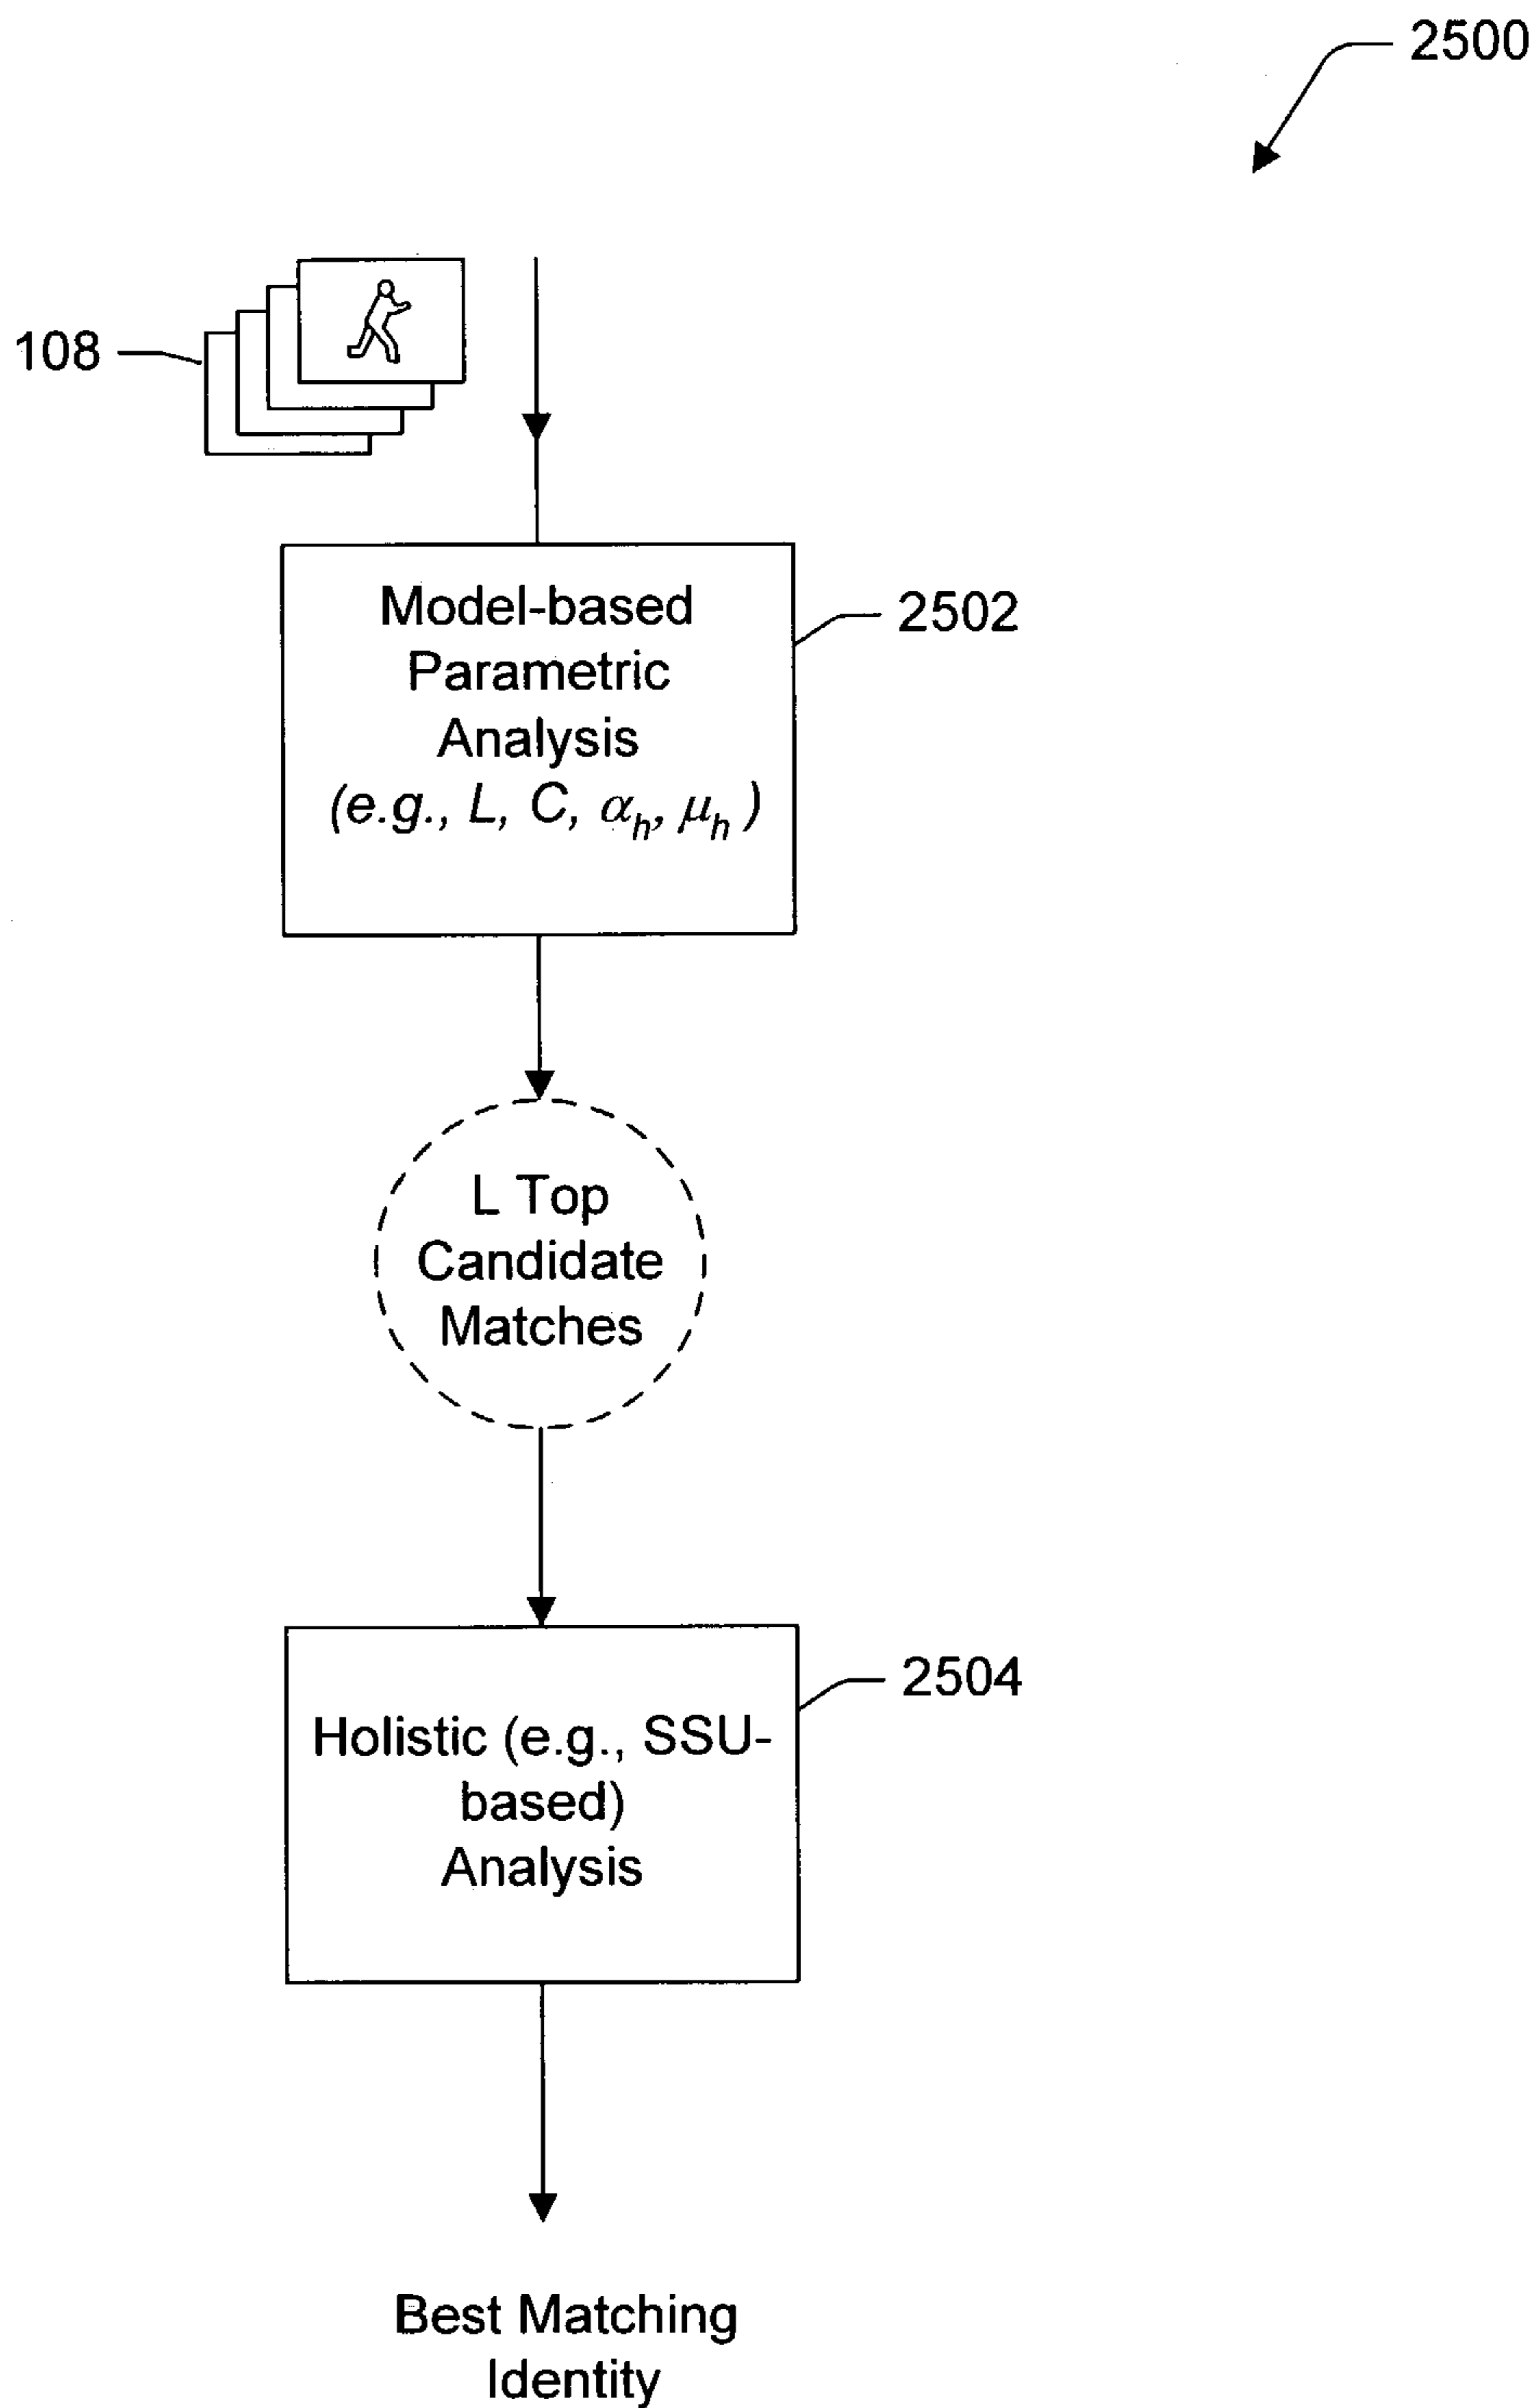 2500
108
Model-based
Parametric
Analysis
(e.g., L, C, αh, μh )
2502
L Top
Candidate
Matches
2504
Holistic (e.g., SSU-
based)
Analysis
Best Matching
Identity